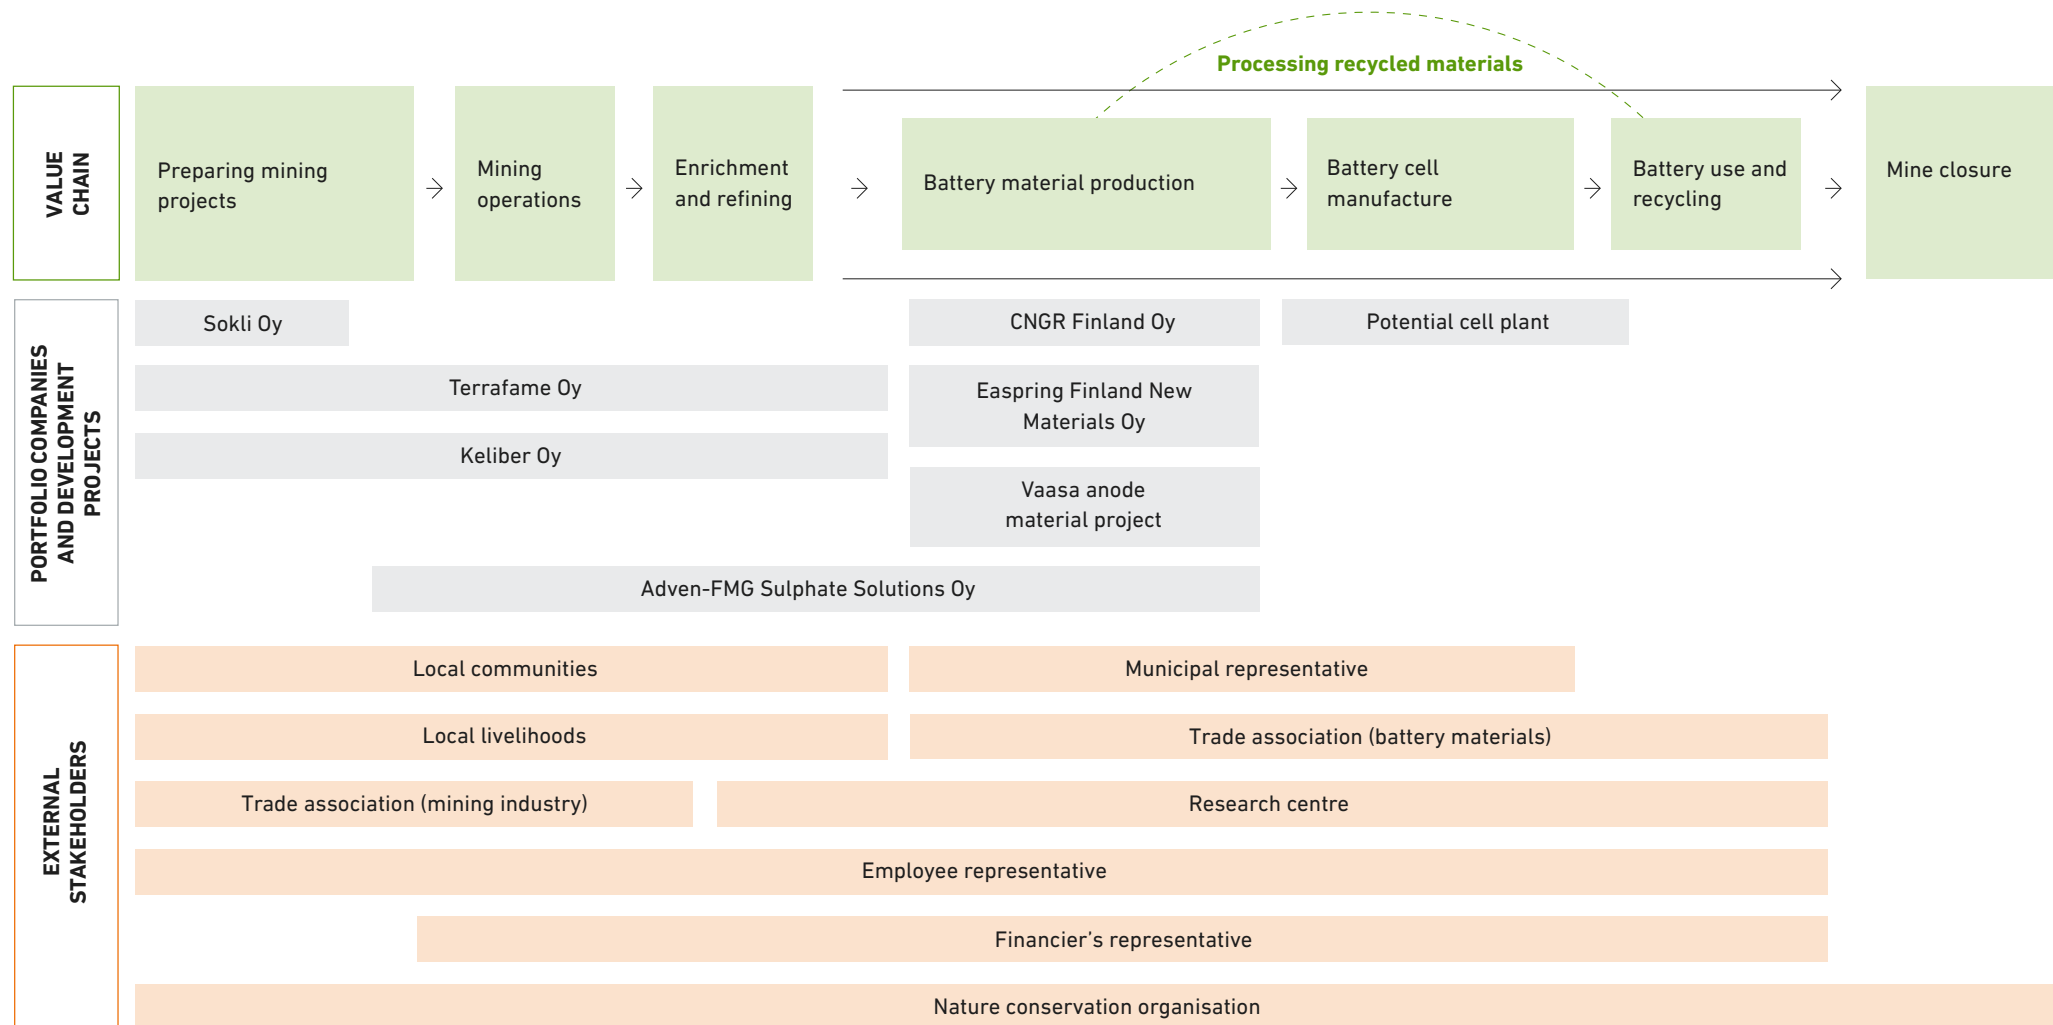 Processing recycled materials
VALUE
CHAIN
Preparing mining
projects
Mining
operations
Enrichment
and refining
Battery material production
Battery cell
manufacture
Battery use and
recycling
Mine closure
PORTFOLIO COMPANIES
AND DEVELOPMENT
PROJECTS
Sokli Oy
CNGR Finland Oy
Potential cell plant
Terrafame Oy
Easpring Finland New
Materials Oy
Keliber Oy
Vaasa anode
material project
Adven-FMG Sulphate Solutions Oy
EXTERNAL
STAKEHOLDERS
Local communities
Municipal representative
Local livelihoods
Trade association (battery materials)
Trade association (mining industry)
Research centre
Employee representative
Financier’s representative
Nature conservation organisation